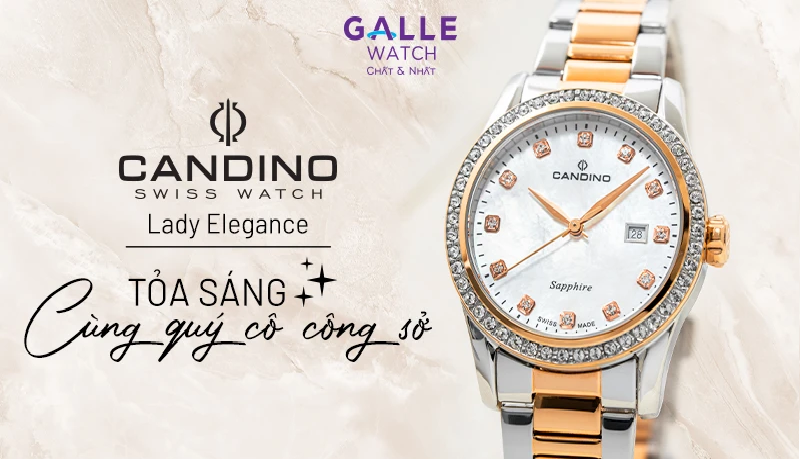 GALLE
WATCH
CHẤT & NHẤT
CANDINO
SWISS WATCH
Lady Elegance
TỎA SÁNG
Cùng quý cô công sở
CANDINO
28
Sapphire
SWISS MADE